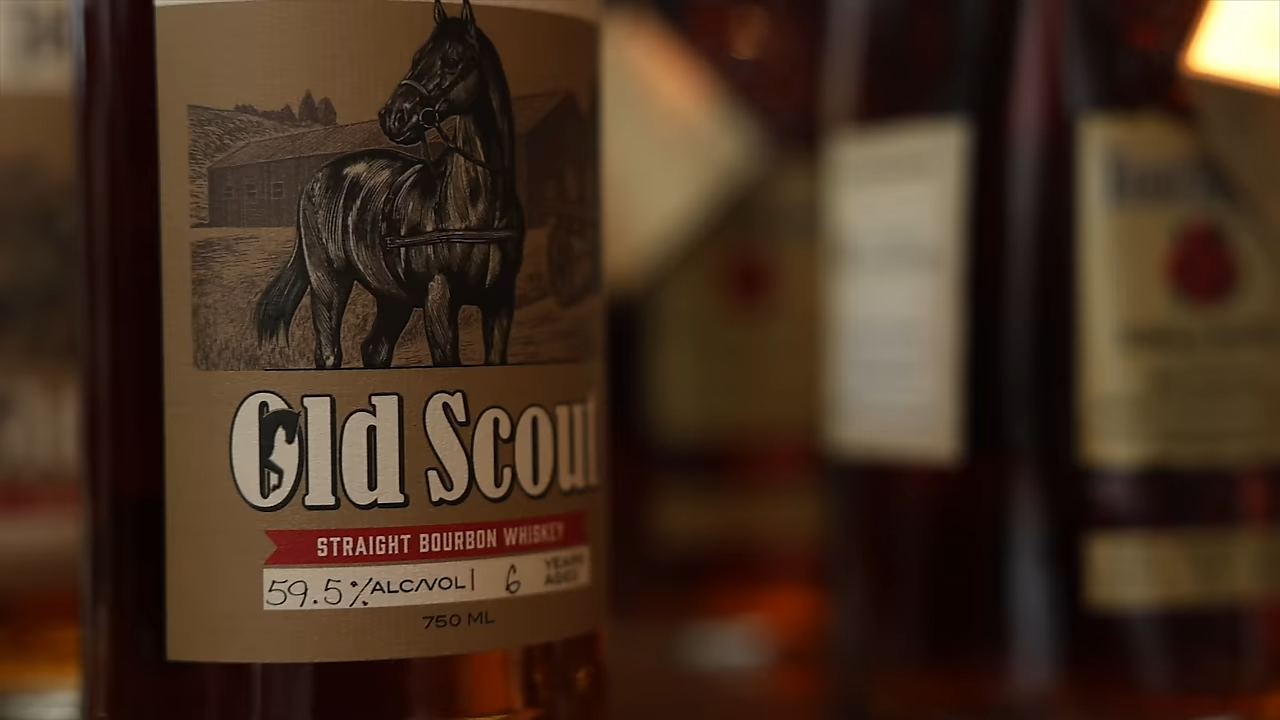 Old Scout
STRAIGHT BOURBON WHISKEY
59.5% ALC/VOL | 6 YEARS
AGED
750 ML